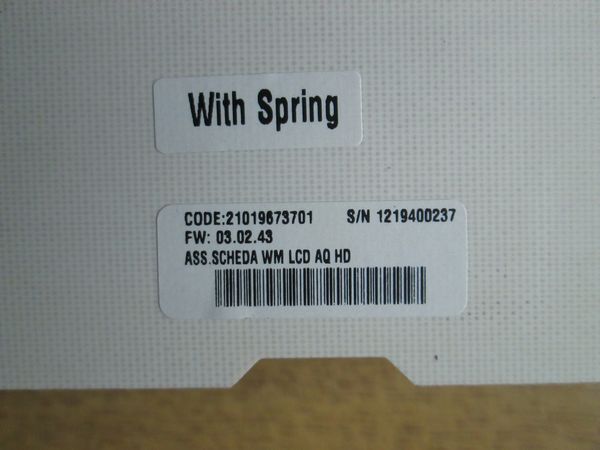 With Spring
CODE:21019673701 S/N 1219400237
FW: 03.02.43
ASS.SCHEDA WM LCD AQ HD